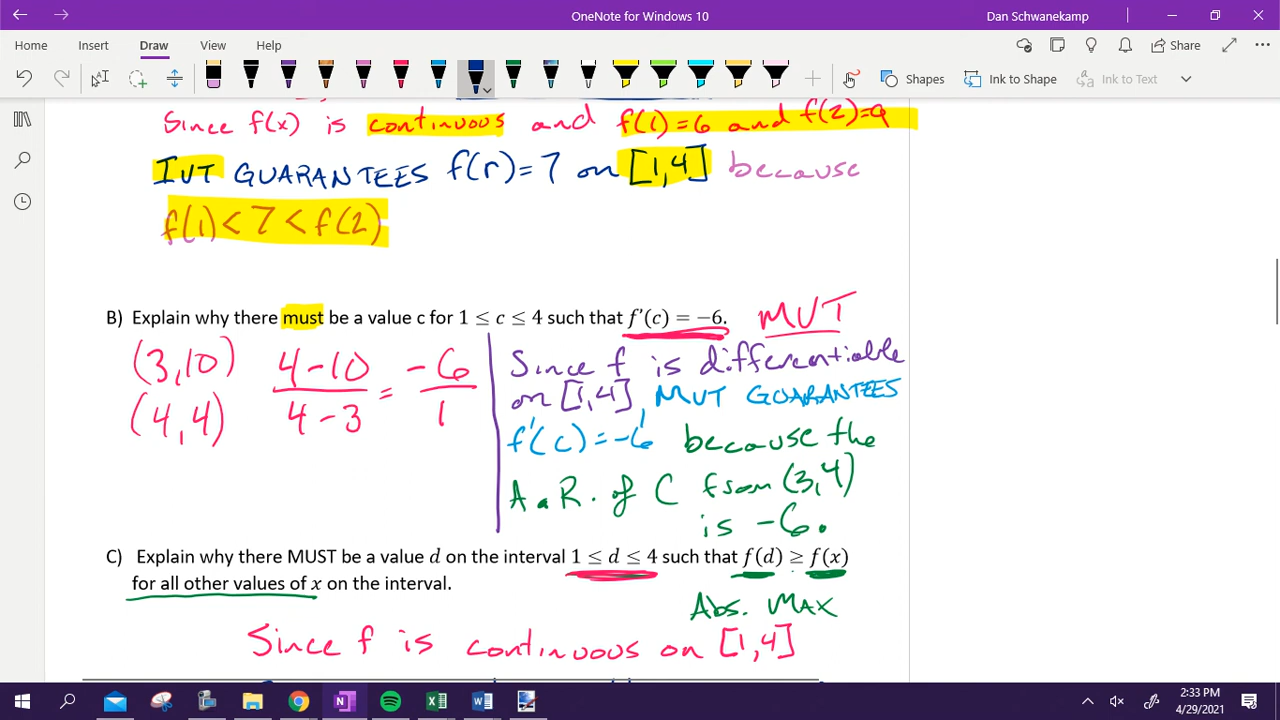 OneNote for Windows 10
Dan Schwanekamp
Home Insert Draw View Help
Share
Shapes Ink to Shape Ink to Text
Since f(x) is continuous and f(1)=6 and f(2)=9
IVT GUARANTEES f(r)=7 on [1,4] because
f(1)<7<f(2)
B) Explain why there must be a value c for 1 ≤ c ≤ 4 such that f'(c) = −6.
MVT
(3,10) 4-10 / 4-3 = -6 / 1
(4,4)
Since f is differentiable
on [1,4], MVT GUARANTEES
f'(c)=-6 because the
A.R. of C from (3,4)
is -6.
C) Explain why there MUST be a value d on the interval 1 ≤ d ≤ 4 such that f(d) ≥ f(x)
for all other values of x on the interval.
Abs. MAX
Since f is continuous on [1,4]
2:33 PM
4/29/2021